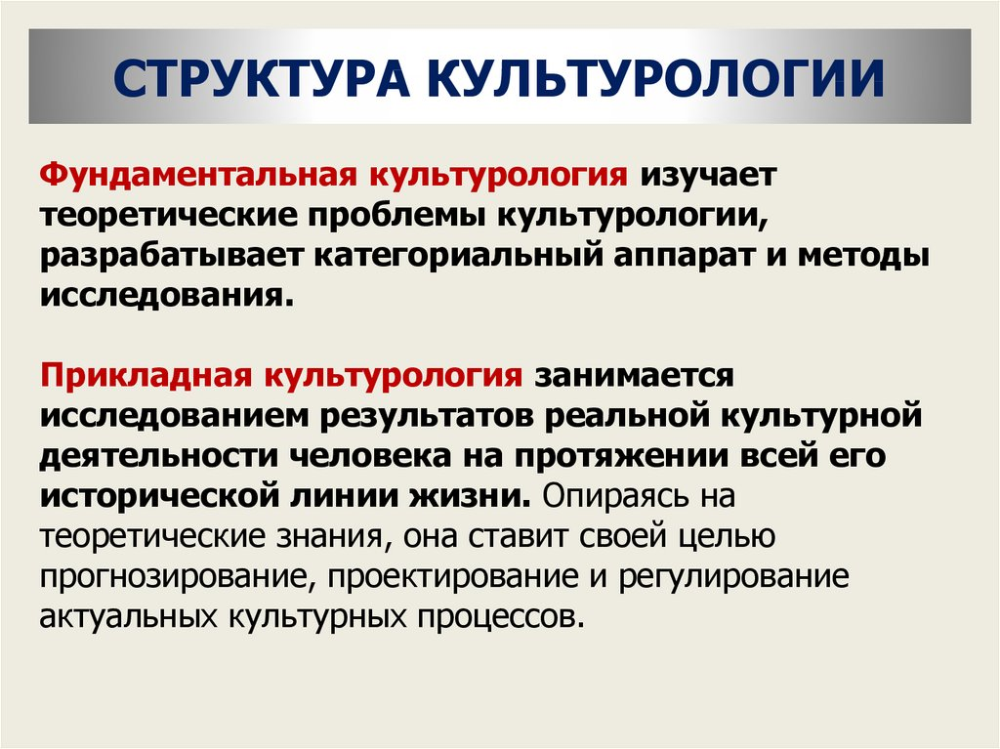 СТРУКТУРА КУЛЬТУРОЛОГИИ
Фундаментальная культурология изучает
теоретические проблемы культурологии,
разрабатывает категориальный аппарат и методы
исследования.
Прикладная культурология занимается
исследованием результатов реальной культурной
деятельности человека на протяжении всей его
исторической линии жизни. Опираясь на
теоретические знания, она ставит своей целью
прогнозирование, проектирование и регулирование
актуальных культурных процессов.